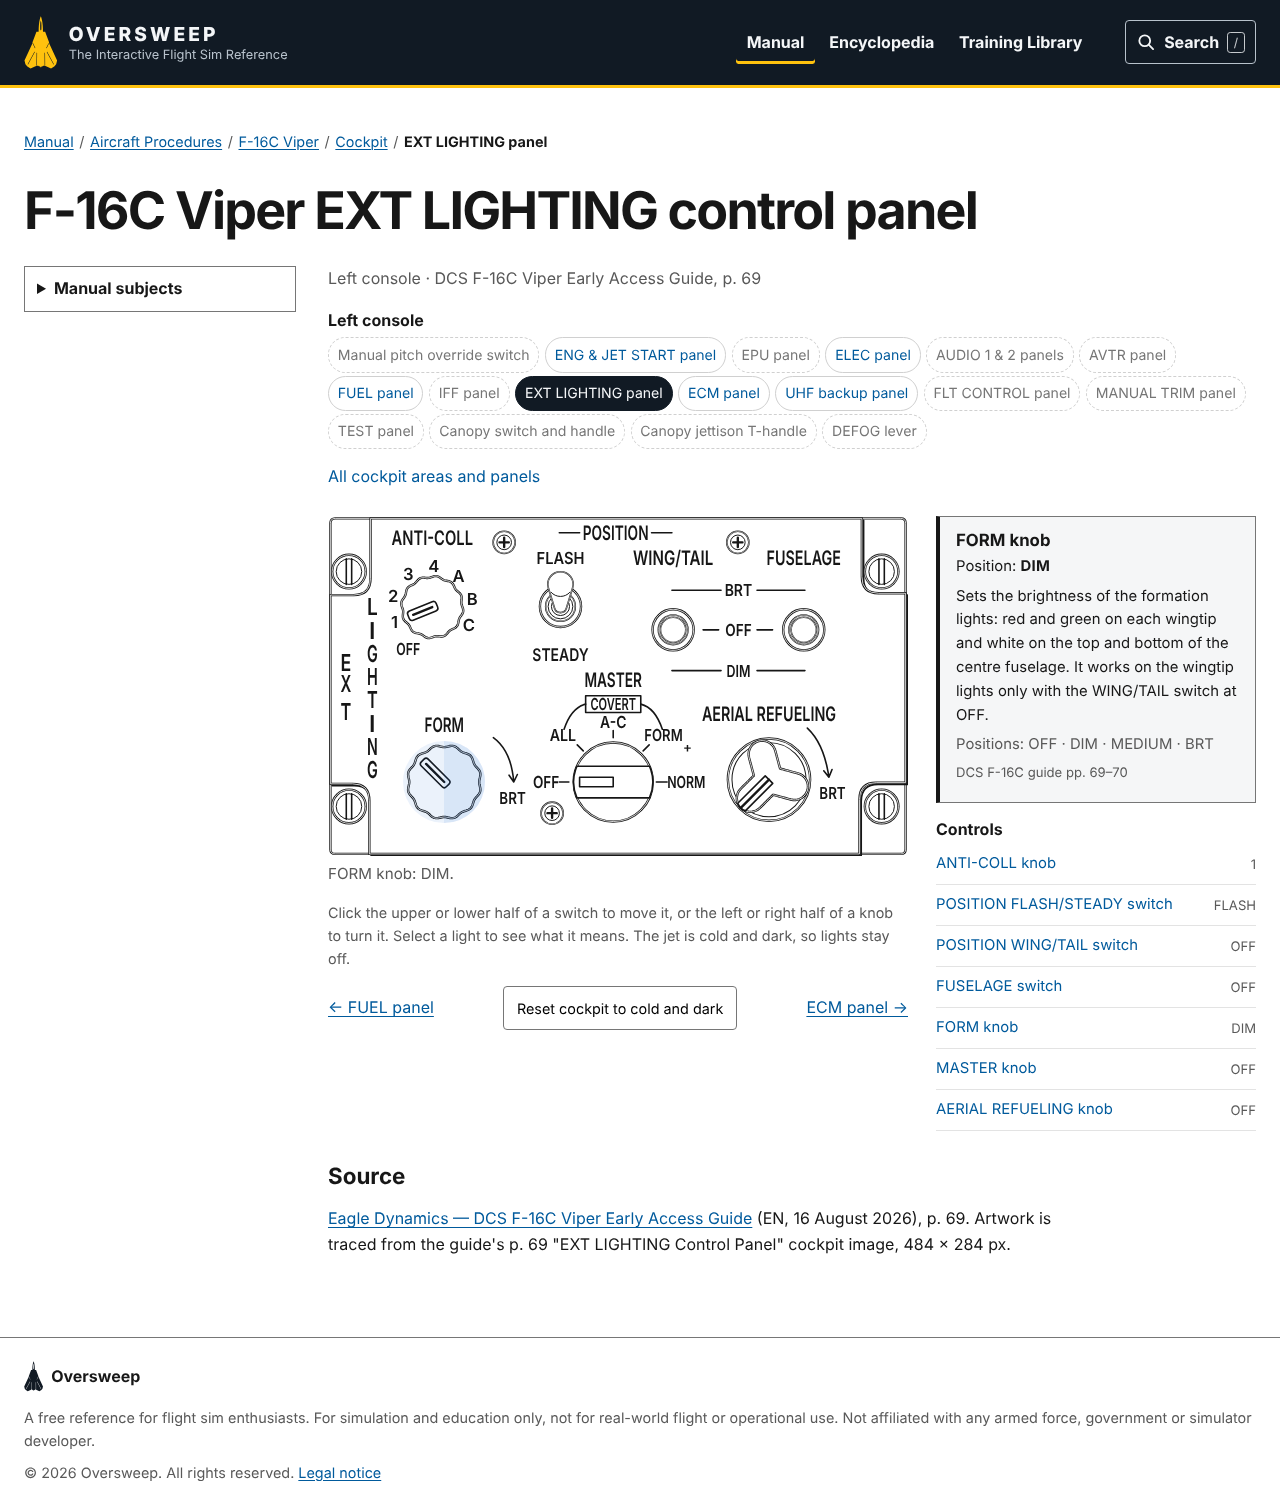 OVERSWEEP
The Interactive Flight Sim Reference
Manual
Encyclopedia
Training Library
Search /
Manual / Aircraft Procedures / F-16C Viper / Cockpit / EXT LIGHTING panel
F-16C Viper EXT LIGHTING control panel
Manual subjects
Left console · DCS F-16C Viper Early Access Guide, p. 69
Left console
Manual pitch override switch
ENG & JET START panel
EPU panel
ELEC panel
AUDIO 1 & 2 panels
AVTR panel
FUEL panel
IFF panel
EXT LIGHTING panel
ECM panel
UHF backup panel
FLT CONTROL panel
MANUAL TRIM panel
TEST panel
Canopy switch and handle
Canopy jettison T-handle
DEFOG lever
All cockpit areas and panels
EXT
LIGHTING
ANTI-COLL
OFF
1
2
3
4
A
B
C
POSITION
FLASH
STEADY
WING/TAIL
FUSELAGE
BRT
OFF
DIM
MASTER
COVERT
A-C
ALL
FORM
+
OFF
NORM
FORM
BRT
AERIAL REFUELING
BRT
FORM knob: DIM.
Click the upper or lower half of a switch to move it, or the left or right half of a knob
to turn it. Select a light to see what it means. The jet is cold and dark, so lights stay
off.
← FUEL panel
Reset cockpit to cold and dark
ECM panel →
FORM knob
Position: DIM
Sets the brightness of the formation
lights: red and green on each wingtip
and white on the top and bottom of the
centre fuselage. It works on the wingtip
lights only with the WING/TAIL switch at
OFF.
Positions: OFF · DIM · MEDIUM · BRT
DCS F-16C guide pp. 69–70
Controls
ANTI-COLL knob 1
POSITION FLASH/STEADY switch FLASH
POSITION WING/TAIL switch OFF
FUSELAGE switch OFF
FORM knob DIM
MASTER knob OFF
AERIAL REFUELING knob OFF
Source
Eagle Dynamics — DCS F-16C Viper Early Access Guide (EN, 16 August 2026), p. 69. Artwork is
traced from the guide's p. 69 "EXT LIGHTING Control Panel" cockpit image, 484 × 284 px.
Oversweep
A free reference for flight sim enthusiasts. For simulation and education only, not for real-world flight or operational use. Not affiliated with any armed force, government or simulator
developer.
© 2026 Oversweep. All rights reserved. Legal notice